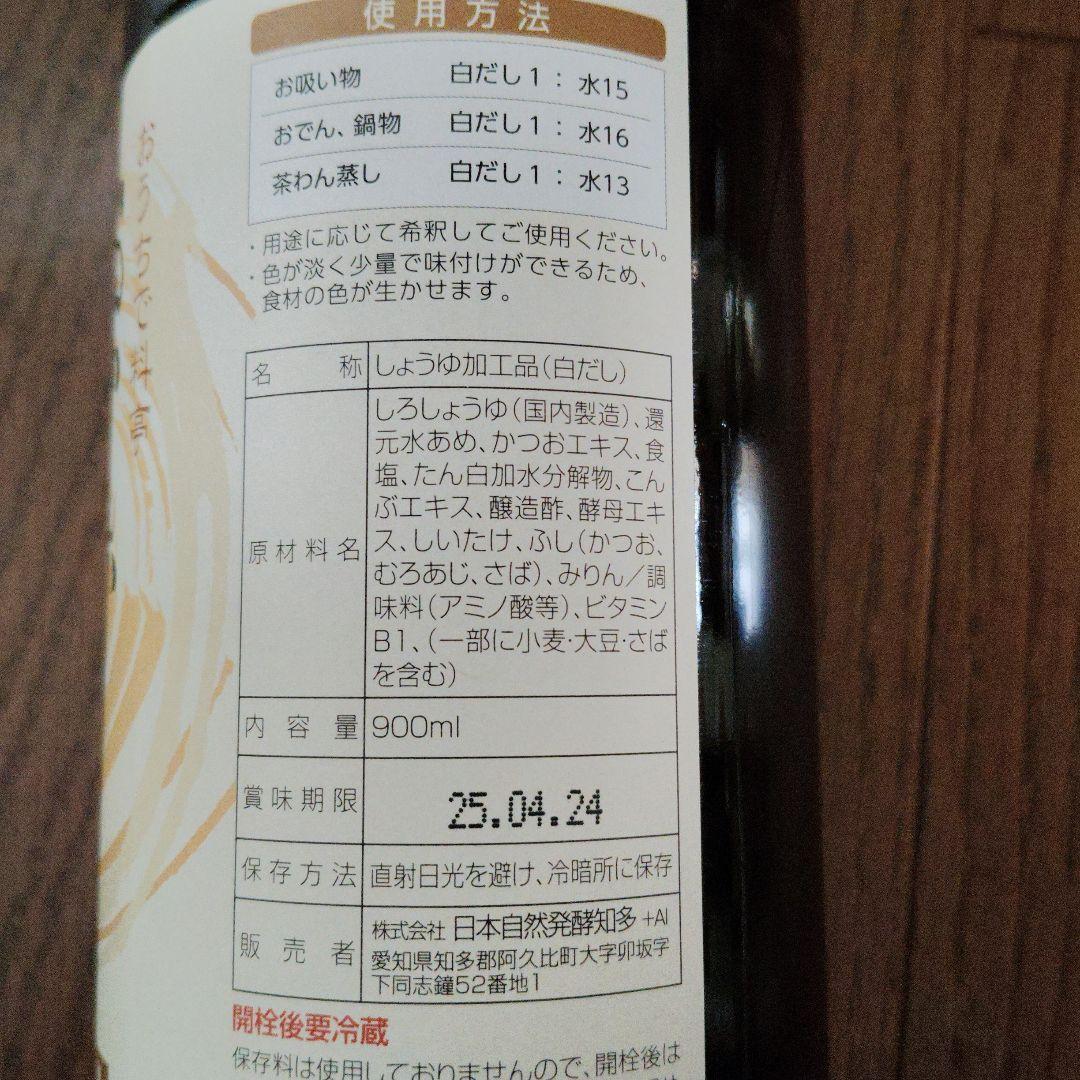 使用方法
お吸い物 白だし1：水15
おでん、鍋物 白だし1：水16
茶わん蒸し 白だし1：水13
・用途に応じて希釈してご使用ください。
・色が淡く少量で味付けができるため、
食材の色が生かせます。
おうちで料亭
名称 しょうゆ加工品(白だし)
原材料名 しろしょうゆ(国内製造)、還
元水あめ、かつおエキス、食
塩、たん白加水分解物、こん
ぶエキス、醸造酢、酵母エキ
ス、しいたけ、ふし(かつお、
むろあじ、さば)、みりん／調
味料(アミノ酸等)、ビタミン
B1、(一部に小麦・大豆・さば
を含む)
内容量 900ml
賞味期限 25.04.24
保存方法 直射日光を避け、冷暗所に保存
販売者 株式会社 日本自然発酵知多 +AI
愛知県知多郡阿久比町大字卯坂字
下同志鐘52番地1
開栓後要冷蔵
保存料は使用しておりませんので、開栓後は